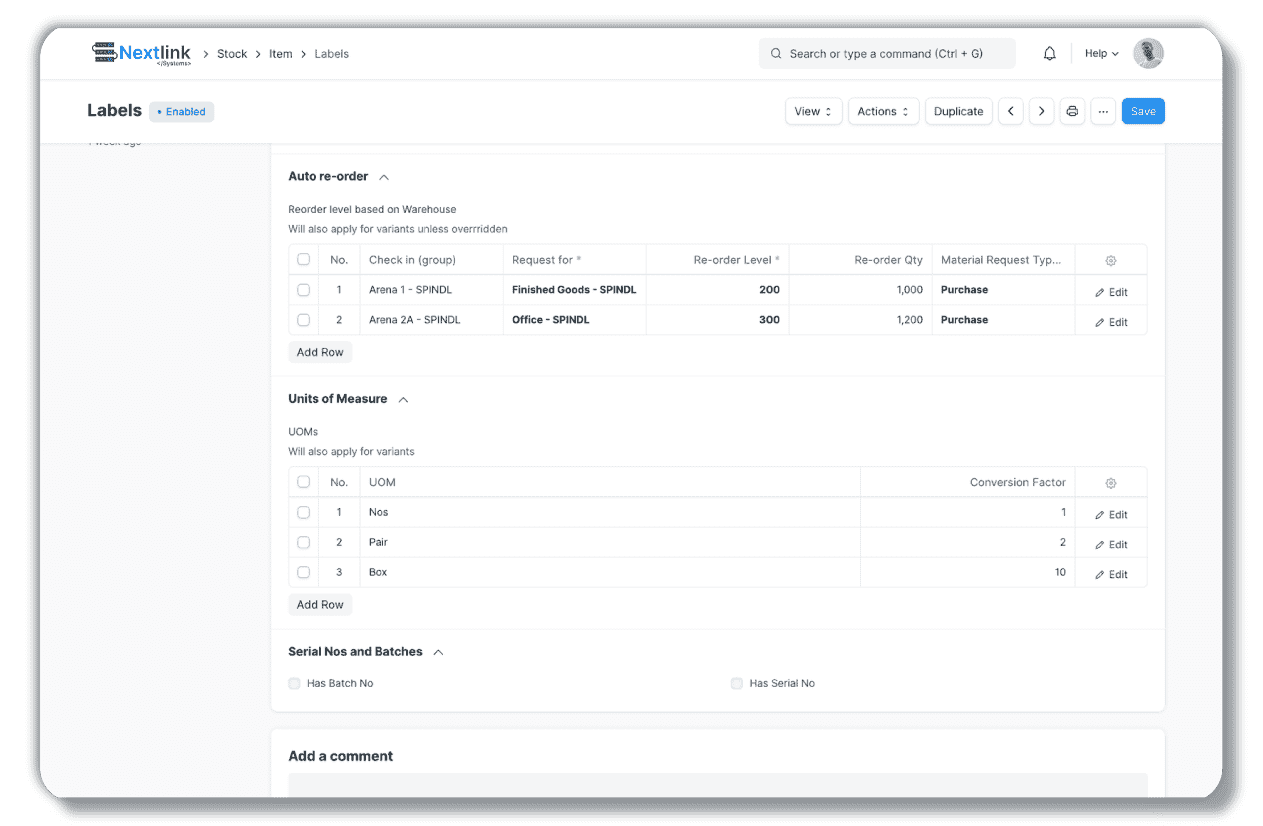 Nextlink
</Systems>
Stock > Item > Labels
Search or type a command (Ctrl + G)
Help
Labels
• Enabled
View
Actions
Duplicate
...
Save
week ago
Auto re-order
Reorder level based on Warehouse
Will also apply for variants unless overrridden
No. Check in (group) Request for * Re-order Level * Re-order Qty Material Request Typ...
1 Arena 1 - SPINDL Finished Goods - SPINDL 200 1,000 Purchase Edit
2 Arena 2A - SPINDL Office - SPINDL 300 1,200 Purchase Edit
Add Row
Units of Measure
UOMs
Will also apply for variants
No. UOM Conversion Factor
1 Nos 1 Edit
2 Pair 2 Edit
3 Box 10 Edit
Add Row
Serial Nos and Batches
Has Batch No Has Serial No
Add a comment